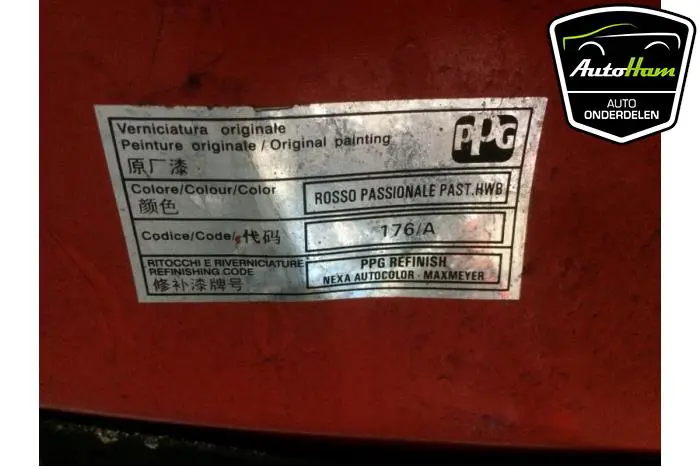 Verniciatura originale
Peinture originale / Original painting
原厂漆
PPG
Colore/Colour/Color
颜色
ROSSO PASSIONALE PAST.HWB
Codice/Code/代码
176/A
RITOCCHI E RIVERNICIATURE
REFINISHING CODE
修补漆牌号
PPG REFINISH
NEXA AUTOCOLOR - MAXMEYER
AutoHam
AUTO
ONDERDELEN